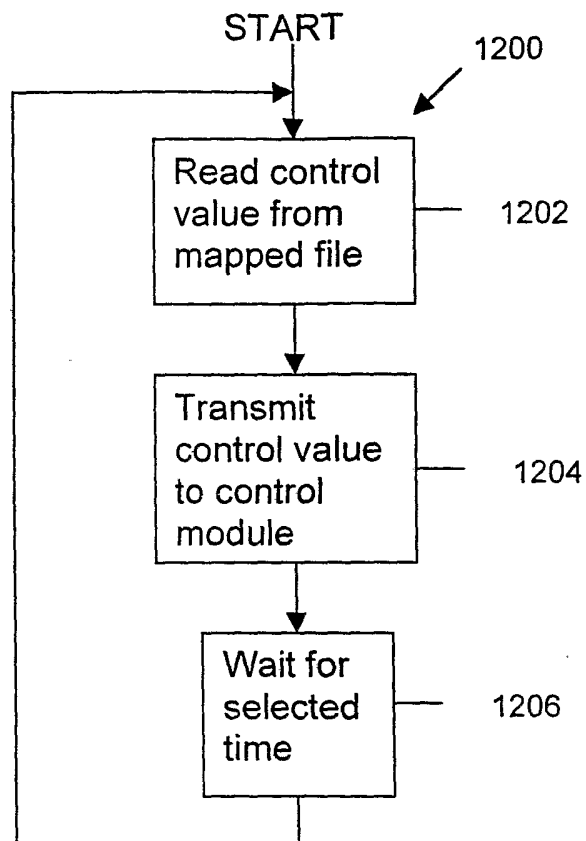 START
1200
Read control
value from
mapped file
1202
Transmit
control value
to control
module
1204
Wait for
selected
time
1206